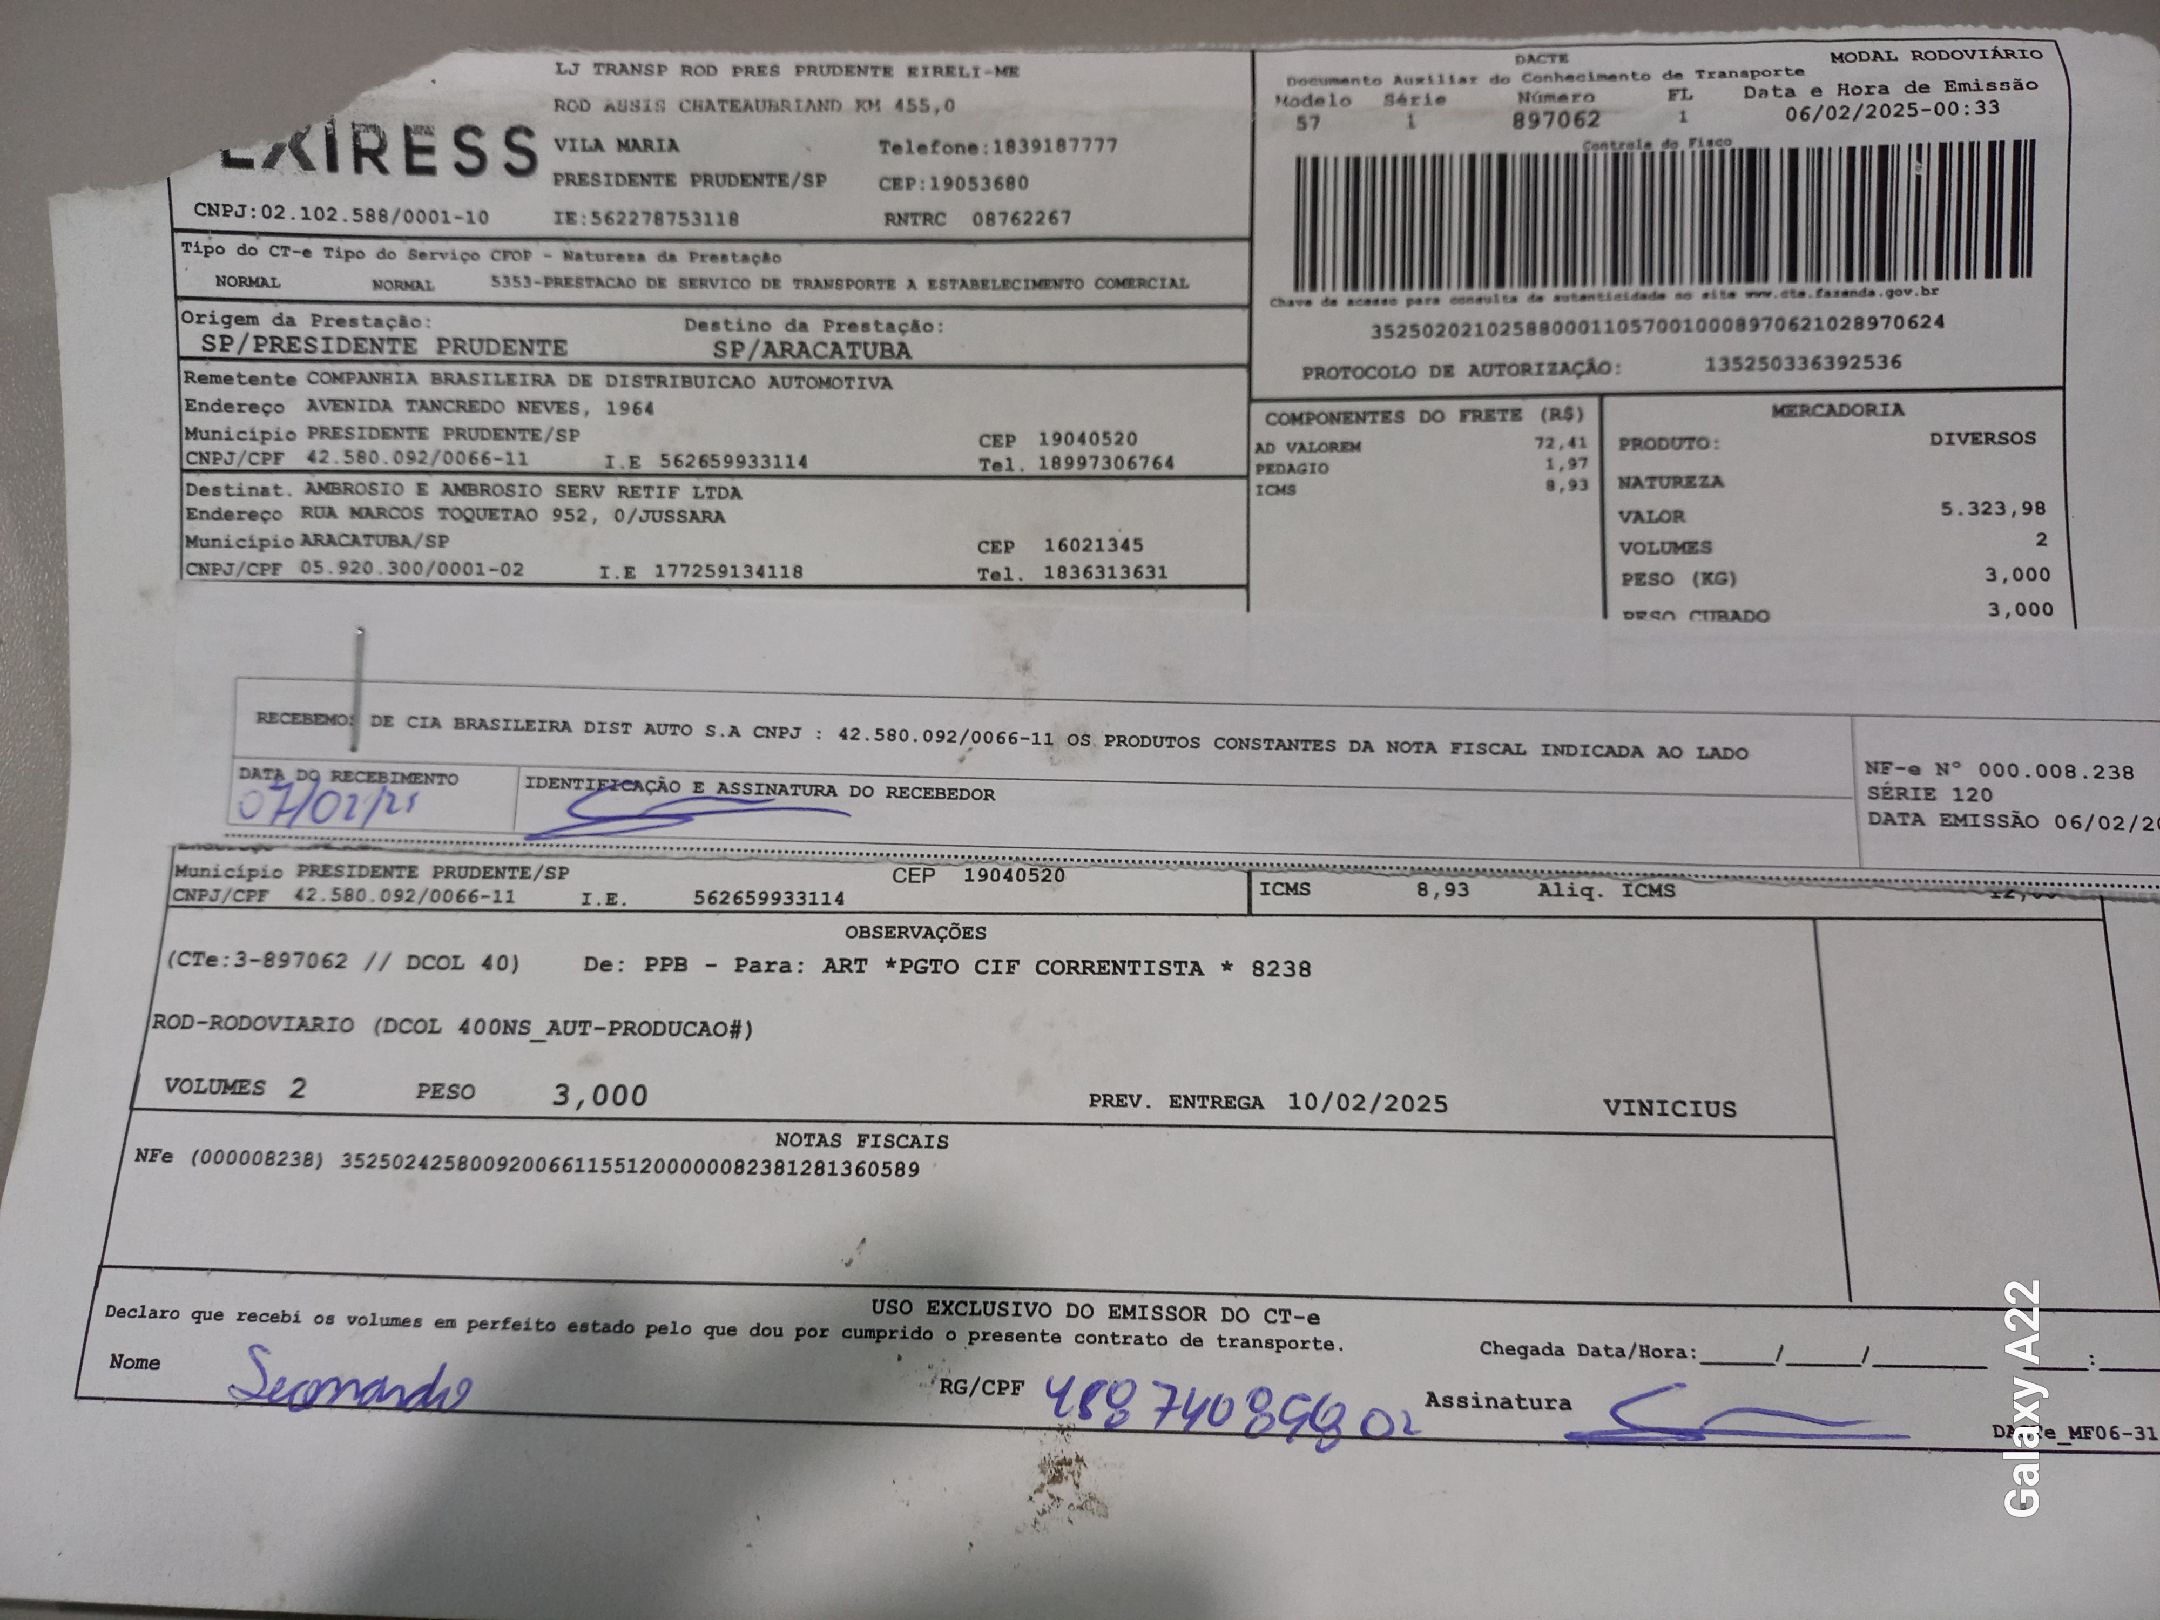 LJ TRANSP ROD PRES PRUDENTE EIRELI-ME
ROD ASSIS CHATEAUBRIAND KM 455,0
VILA MARIA Telefone:1839187777
PRESIDENTE PRUDENTE/SP CEP:19053680
CNPJ:02.102.588/0001-10 IE:562278753118 RNTRC 08762267
DACTE MODAL RODOVIÁRIO
Documento Auxiliar do Conhecimento de Transporte
Modelo Série Número FL Data e Hora de Emissão
57 1 897062 1 06/02/2025-00:33
Controle do Fisco
Chave de acesso para consulta de autenticidade no site www.cte.fazenda.gov.br
35250202102588000110570010008970621028970624
PROTOCOLO DE AUTORIZAÇÃO: 135250336392536
Tipo do CT-e Tipo do Serviço CFOP - Natureza da Prestação
NORMAL NORMAL 5353-PRESTACAO DE SERVICO DE TRANSPORTE A ESTABELECIMENTO COMERCIAL
Origem da Prestação: Destino da Prestação:
SP/PRESIDENTE PRUDENTE SP/ARACATUBA
Remetente COMPANHIA BRASILEIRA DE DISTRIBUICAO AUTOMOTIVA
Endereço AVENIDA TANCREDO NEVES, 1964
Município PRESIDENTE PRUDENTE/SP CEP 19040520
CNPJ/CPF 42.580.092/0066-11 I.E 562659933114 Tel. 18997306764
Destinat. AMBROSIO E AMBROSIO SERV RETIF LTDA
Endereço RUA MARCOS TOQUETAO 952, 0/JUSSARA
Município ARACATUBA/SP CEP 16021345
CNPJ/CPF 05.920.300/0001-02 I.E 177259134118 Tel. 1836313631
COMPONENTES DO FRETE (R$)
AD VALOREM 72,41
PEDAGIO 1,97
ICMS 8,93
MERCADORIA
PRODUTO: DIVERSOS
NATUREZA
VALOR 5.323,98
VOLUMES 2
PESO (KG) 3,000
PESO CUBADO 3,000
RECEBEMOS DE CIA BRASILEIRA DIST AUTO S.A CNPJ : 42.580.092/0066-11 OS PRODUTOS CONSTANTES DA NOTA FISCAL INDICADA AO LADO
DATA DO RECEBIMENTO IDENTIFICAÇÃO E ASSINATURA DO RECEBEDOR
07/02/25
NF-e Nº 000.008.238
SÉRIE 120
DATA EMISSÃO 06/02/20
Município PRESIDENTE PRUDENTE/SP CEP 19040520
CNPJ/CPF 42.580.092/0066-11 I.E. 562659933114
ICMS 8,93 Aliq. ICMS
OBSERVAÇÕES
(CTe:3-897062 // DCOL 40) De: PPB - Para: ART *PGTO CIF CORRENTISTA * 8238
ROD-RODOVIARIO (DCOL 400NS_AUT-PRODUCAO#)
VOLUMES 2 PESO 3,000 PREV. ENTREGA 10/02/2025 VINICIUS
NOTAS FISCAIS
NFe (000008238) 35250242580092006611551200000082381281360589
USO EXCLUSIVO DO EMISSOR DO CT-e
Declaro que recebi os volumes em perfeito estado pelo que dou por cumprido o presente contrato de transporte.
Chegada Data/Hora:_____/_____/________ ____:____
Nome RG/CPF Assinatura
MF06-31
Galaxy A22